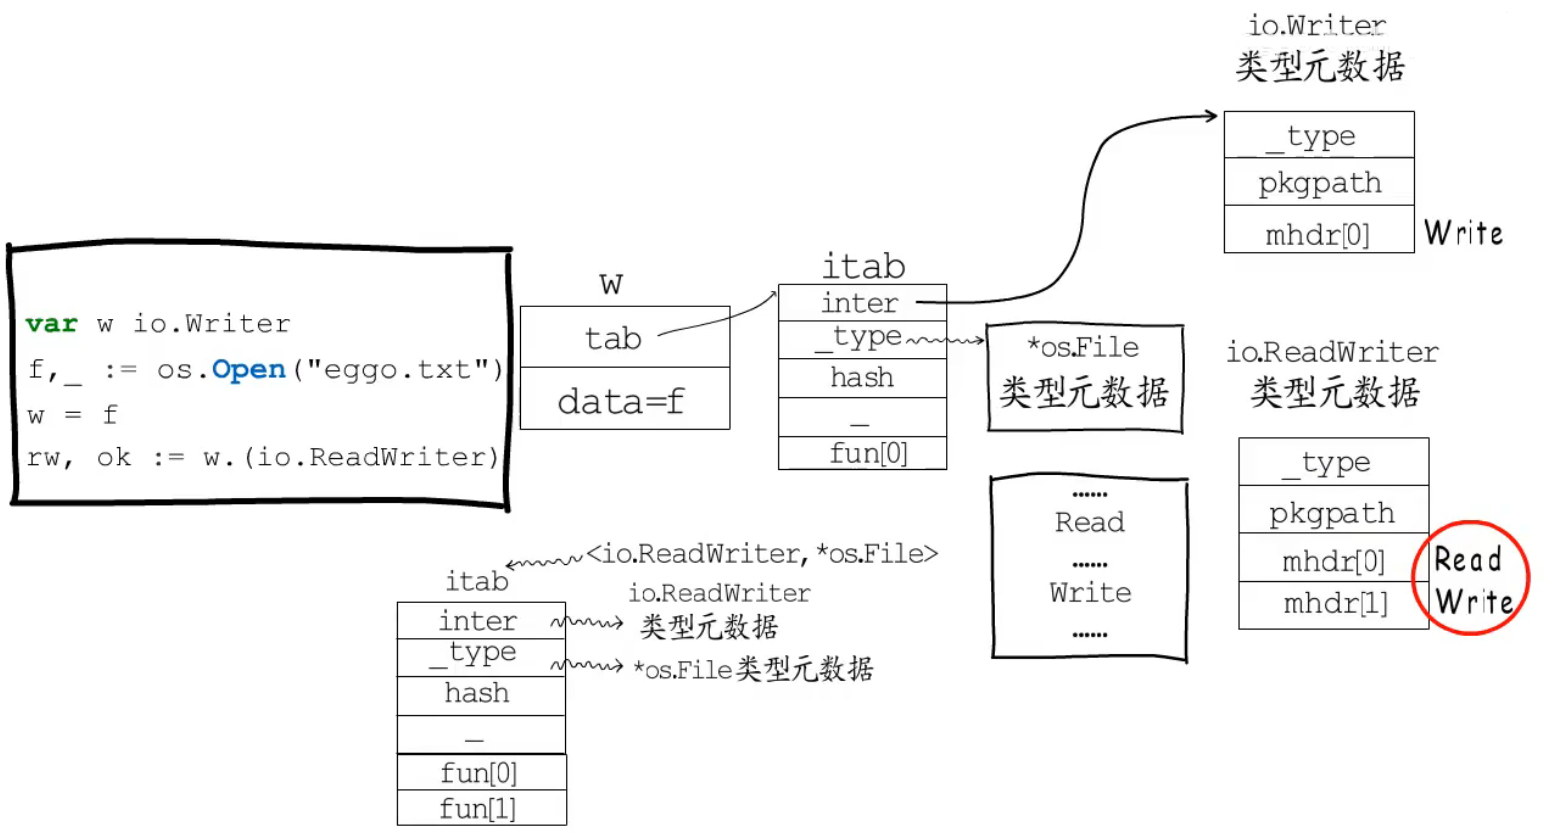 io.Writer
类型元数据
_type
pkgpath
mhdr[0]
Write
var w io.Writer
f,_ := os.Open("eggo.txt")
w = f
rw, ok := w.(io.ReadWriter)
w
tab
data=f
itab
inter
_type
hash
_
fun[0]
*os.File
类型元数据
......
Read
......
Write
......
io.ReadWriter
类型元数据
_type
pkgpath
mhdr[0]
Read
mhdr[1]
Write
<io.ReadWriter,*os.File>
itab
inter
io.ReadWriter
类型元数据
_type
*os.File类型元数据
hash
_
fun[0]
fun[1]